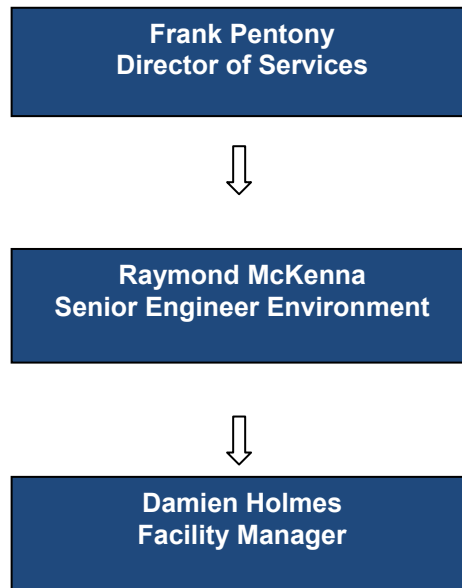 Frank Pentony
Director of Services
Raymond McKenna
Senior Engineer Environment
Damien Holmes
Facility Manager